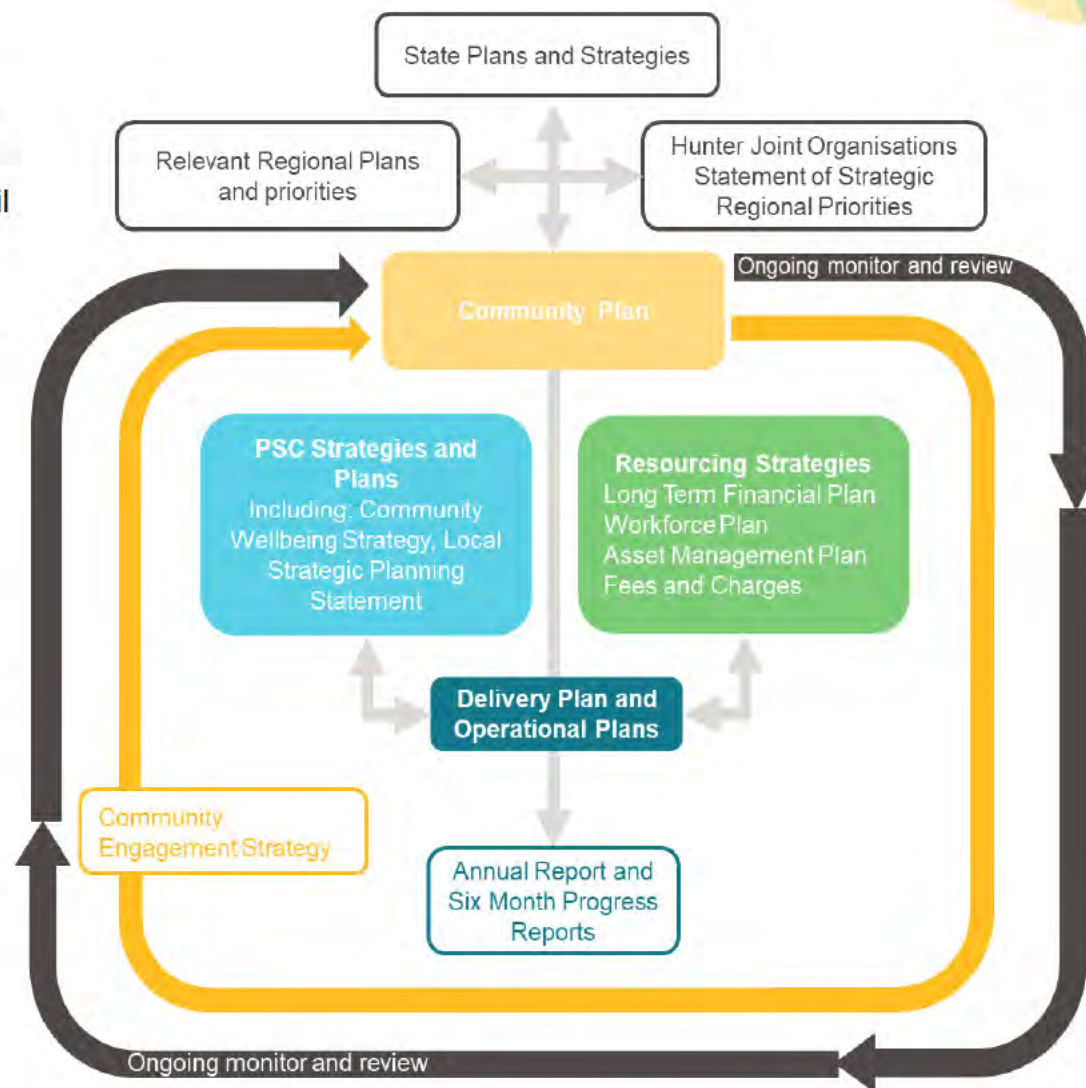 State Plans and Strategies
Relevant Regional Plans
and priorities
Hunter Joint Organisations
Statement of Strategic
Regional Priorities
il
Ongoing monitor and review
Community Plan
PSC Strategies and
Plans
Including: Community
Wellbeing Strategy, Local
Strategic Planning
Statement
Resourcing Strategies
Long Term Financial Plan
Workforce Plan
Asset Management Plan
Fees and Charges
Delivery Plan and
Operational Plans
Community
Engagement Strategy
Annual Report and
Six Month Progress
Reports
Ongoing monitor and review